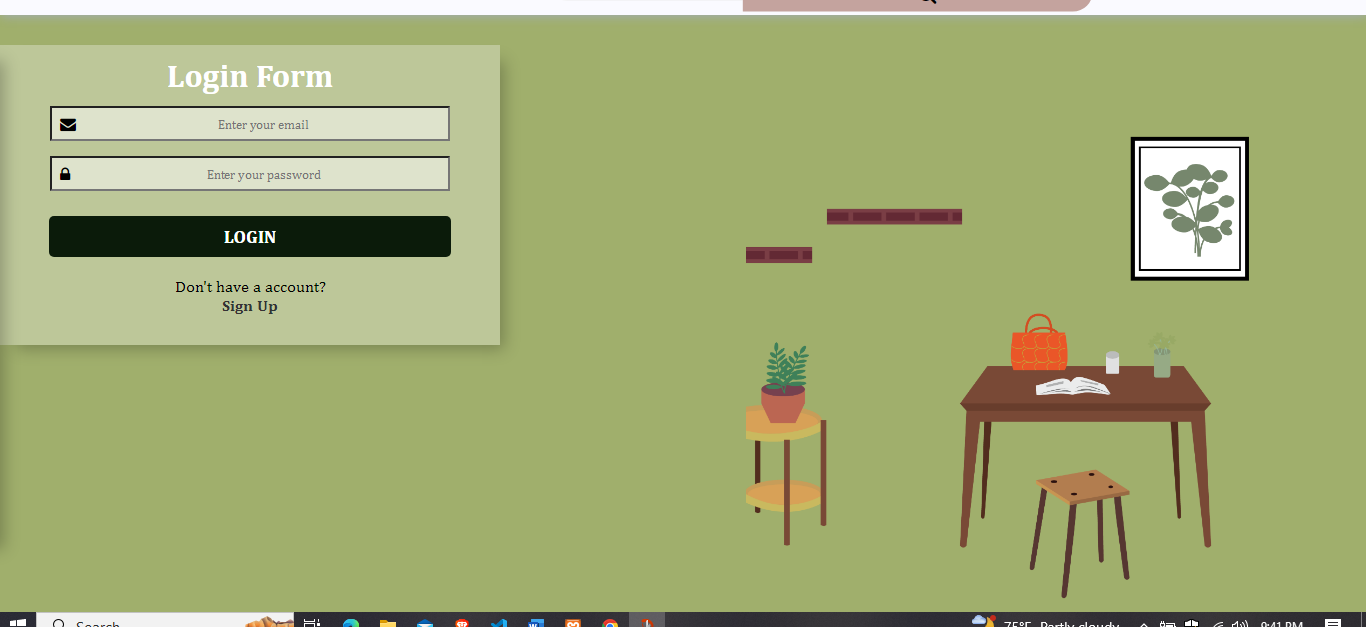 Login Form
Enter your email
Enter your password
LOGIN
Don't have a account?
Sign Up
Search
75°F Partly cloudy
9:41 PM